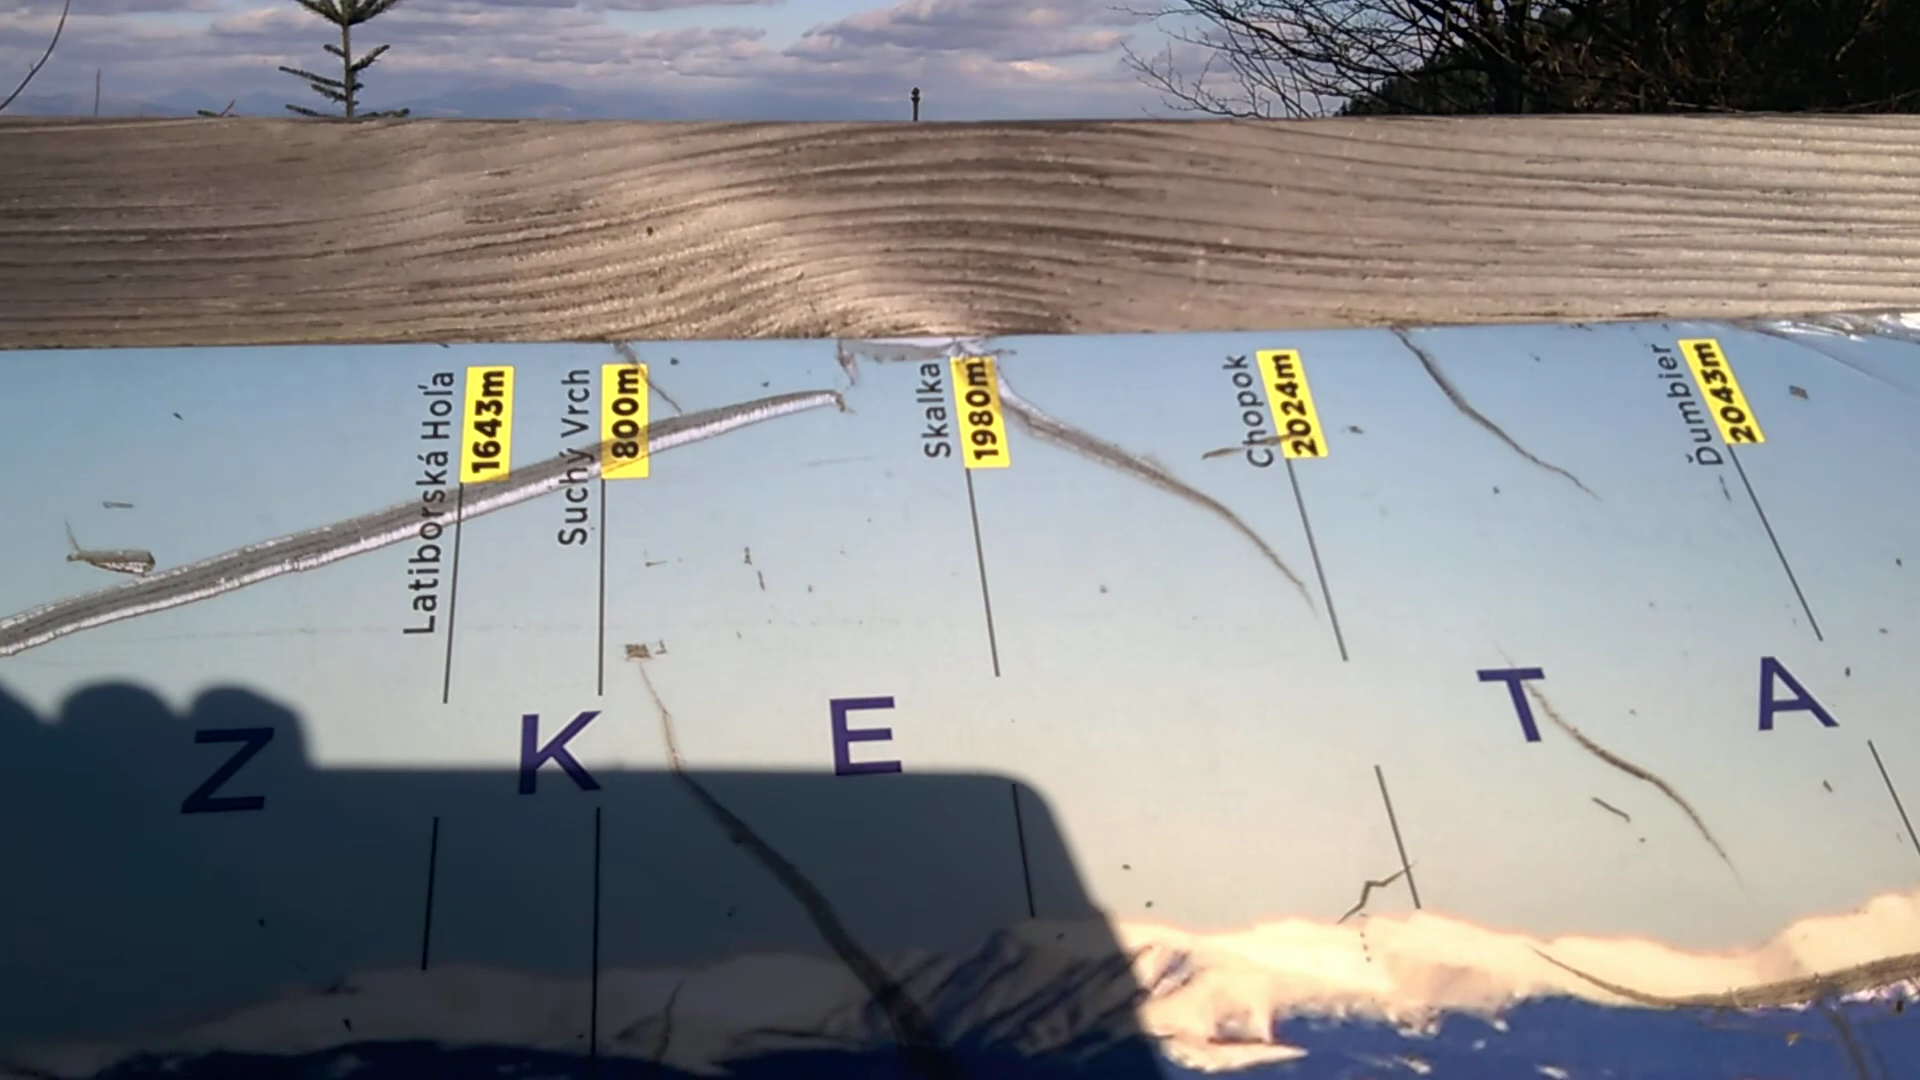 Latiborská Hoľa
1643m
Suchý Vrch
800m
Skalka
1980m
Chopok
2024m
Ďumbier
2043m
Z K E T A